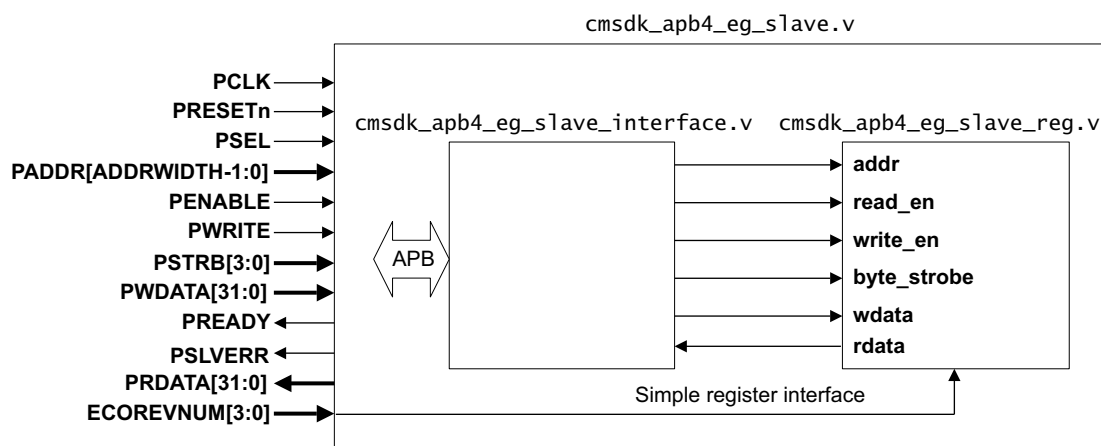 cmsdk_apb4_eg_slave.v
PCLK
PRESETn
PSEL
PADDR[ADDRWIDTH-1:0]
PENABLE
PWRITE
PSTRB[3:0]
PWDATA[31:0]
PREADY
PSLVERR
PRDATA[31:0]
ECOREVNUM[3:0]
cmsdk_apb4_eg_slave_interface.v
APB
cmsdk_apb4_eg_slave_reg.v
addr
read_en
write_en
byte_strobe
wdata
rdata
Simple register interface